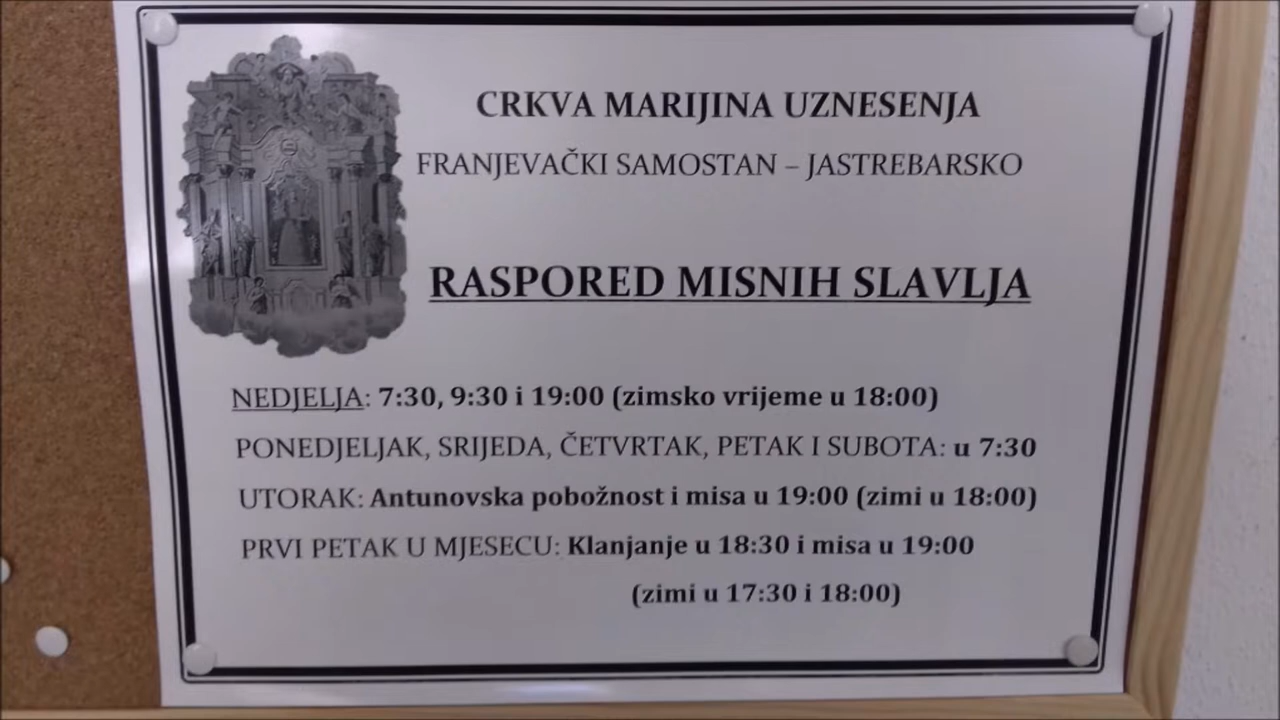 CRKVA MARIJINA UZNESENJA
FRANJEVAČKI SAMOSTAN – JASTREBARSKO
RASPORED MISNIH SLAVLJA
NEDJELJA: 7:30, 9:30 i 19:00 (zimsko vrijeme u 18:00)
PONEDJELJAK, SRIJEDA, ČETVRTAK, PETAK I SUBOTA: u 7:30
UTORAK: Antunovska pobožnost i misa u 19:00 (zimi u 18:00)
PRVI PETAK U MJESECU: Klanjanje u 18:30 i misa u 19:00
(zimi u 17:30 i 18:00)